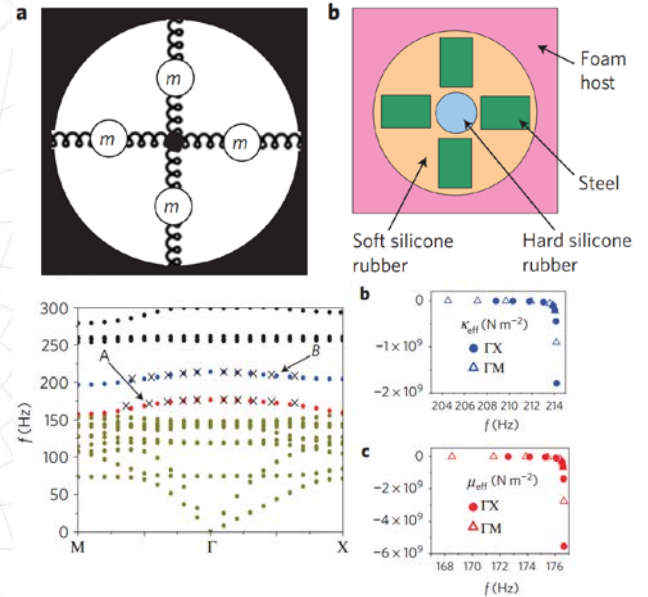 a
m
m
m
m
b
Foam
host
Steel
Soft silicone
rubber
Hard silicone
rubber
300
250
200
150
100
50
0
f (Hz)
A
B
M
Γ
X
b
0
−1 × 10⁹
−2 × 10⁹
κeff (N m⁻²)
ΓX
ΓM
204 206 208 210 212 214
f (Hz)
c
0
−2 × 10⁹
−4 × 10⁹
−6 × 10⁹
μeff (N m⁻²)
ΓX
ΓM
168 170 172 174 176
f (Hz)